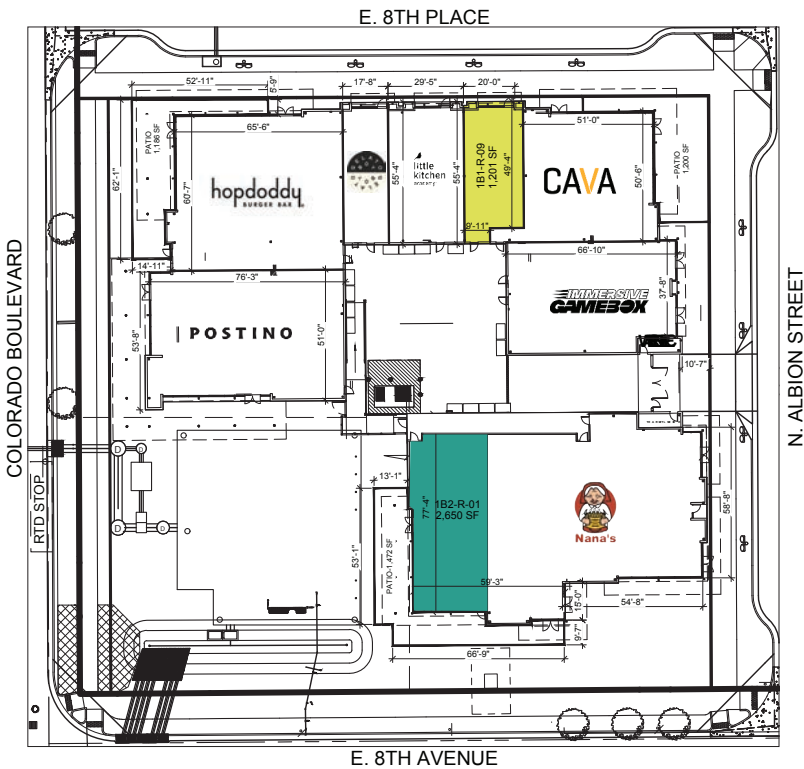 E. 8TH PLACE
52'-11"
5'-9"
17'-8"
29'-5"
20'-0"
51'-0"
65'-6"
PATIO
1,186 SF
62'-1"
60'-7"
hopdoddy
BURGER BAR
55'-4"
little
kitchen
ACADEMY
55'-4"
1B1-R-09
1,201 SF
49'-4"
9'-11"
CAVA
50'-6"
PATIO
1,200 SF
14'-11"
76'-3"
66'-10"
IMMERSIVE
GAMEBOX
37'-8"
POSTINO
53'-8"
51'-0"
10'-7"
COLORADO BOULEVARD
N. ALBION STREET
RTD STOP
D
D
D
D
13'-1"
77'-4"
1B2-R-01
2,650 SF
Nana's
58'-8"
PATIO-1,472 SF
53'-1"
59'-3"
15'-0"
54'-8"
9'-7"
66'-9"
E. 8TH AVENUE